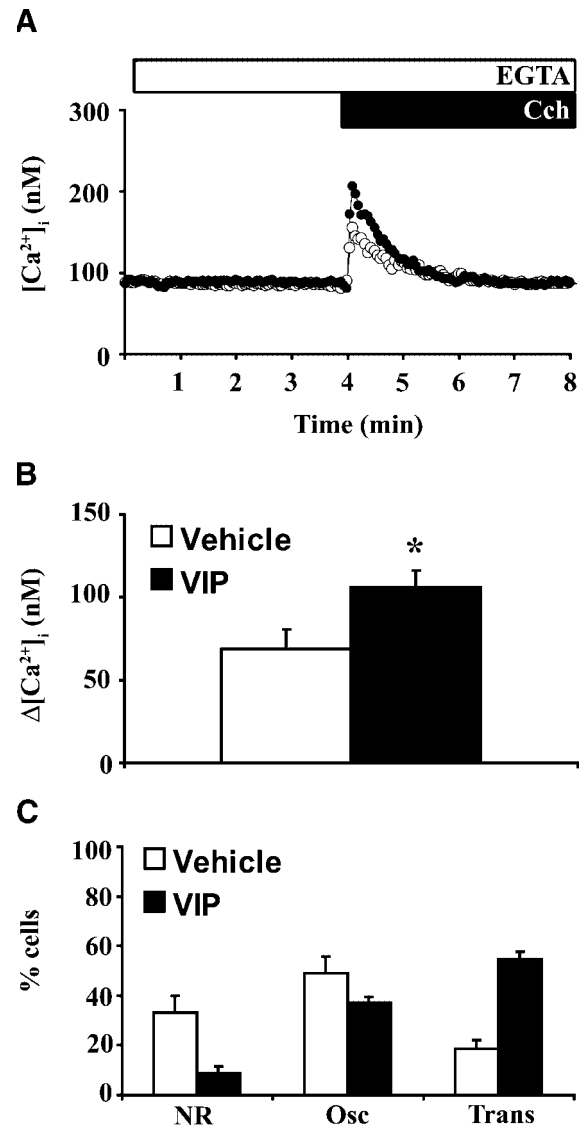 A
EGTA
Cch
300
200
100
0
[Ca²⁺]ᵢ (nM)
1 2 3 4 5 6 7 8
Time (min)
B
150
100
50
0
Δ[Ca²⁺]ᵢ (nM)
Vehicle
VIP
*
C
100
80
60
40
20
0
% cells
Vehicle
VIP
NR Osc Trans